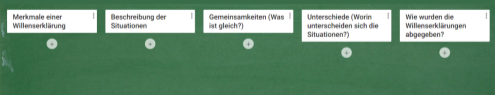 Merkmale einer
Willenserklärung
Beschreibung der
Situationen
Gemeinsamkeiten (Was
ist gleich?)
Unterschiede (Worin
unterscheiden sich die
Situationen?)
Wie wurden die
Willenserklärungen
abgegeben?